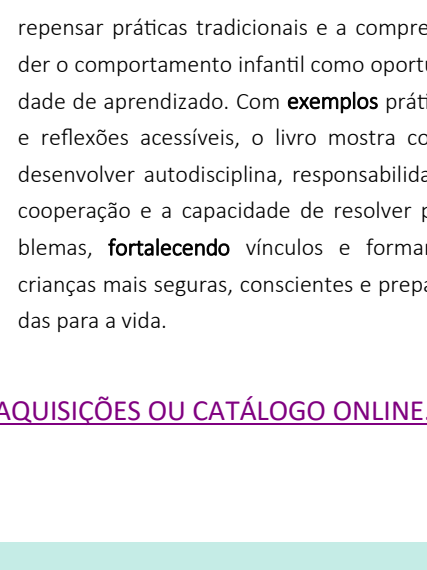 repensar práticas tradicionais e a compre
der o comportamento infantil como oportu
dade de aprendizado. Com exemplos práti
e reflexões acessíveis, o livro mostra co
desenvolver autodisciplina, responsabilida
cooperação e a capacidade de resolver p
blemas, fortalecendo vínculos e forma
crianças mais seguras, conscientes e prepa
das para a vida.
AQUISIÇÕES OU CATÁLOGO ONLINE.